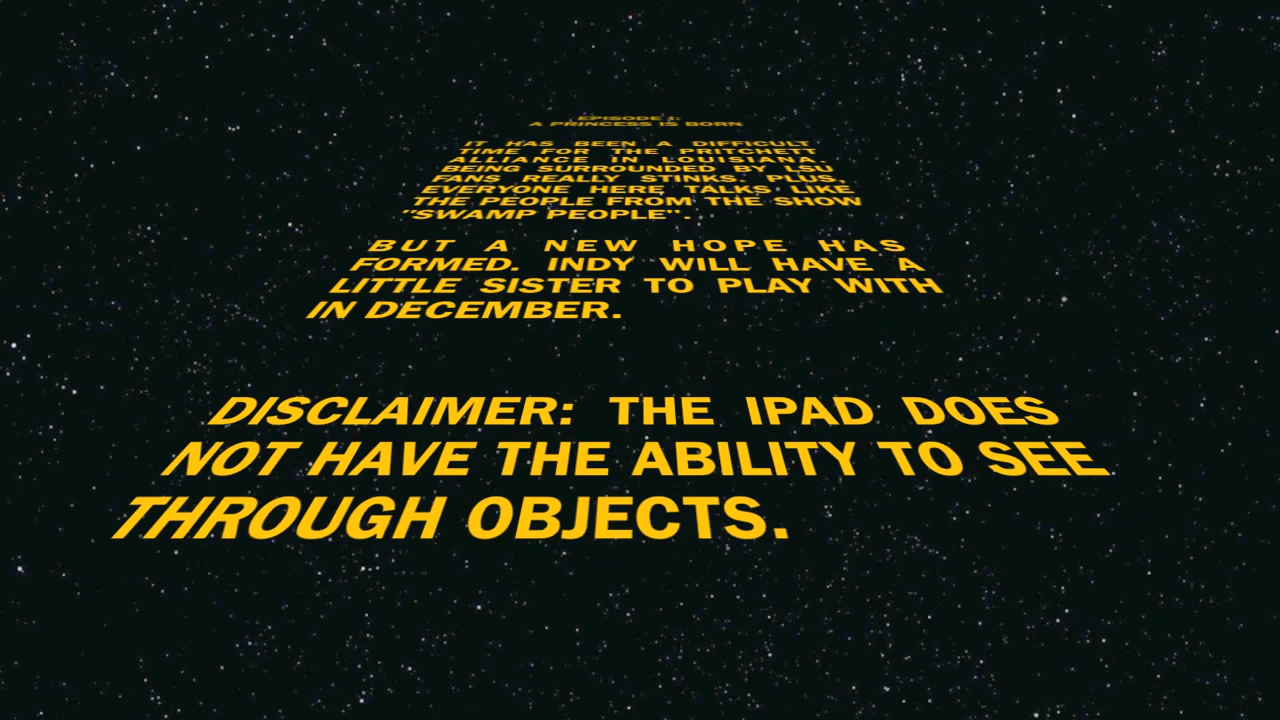 EPISODE 1:
A PRINCESS IS BORN
IT HAS BEEN A DIFFICULT
TIME FOR THE PRITCHETT
ALLIANCE IN LOUISIANA.
BEING SURROUNDED BY LSU
FANS REALLY STINKS. PLUS,
EVERYONE HERE TALKS LIKE
THE PEOPLE FROM THE SHOW
"SWAMP PEOPLE".
BUT A NEW HOPE HAS
FORMED. INDY WILL HAVE A
LITTLE SISTER TO PLAY WITH
IN DECEMBER.
DISCLAIMER: THE IPAD DOES
NOT HAVE THE ABILITY TO SEE
THROUGH OBJECTS.